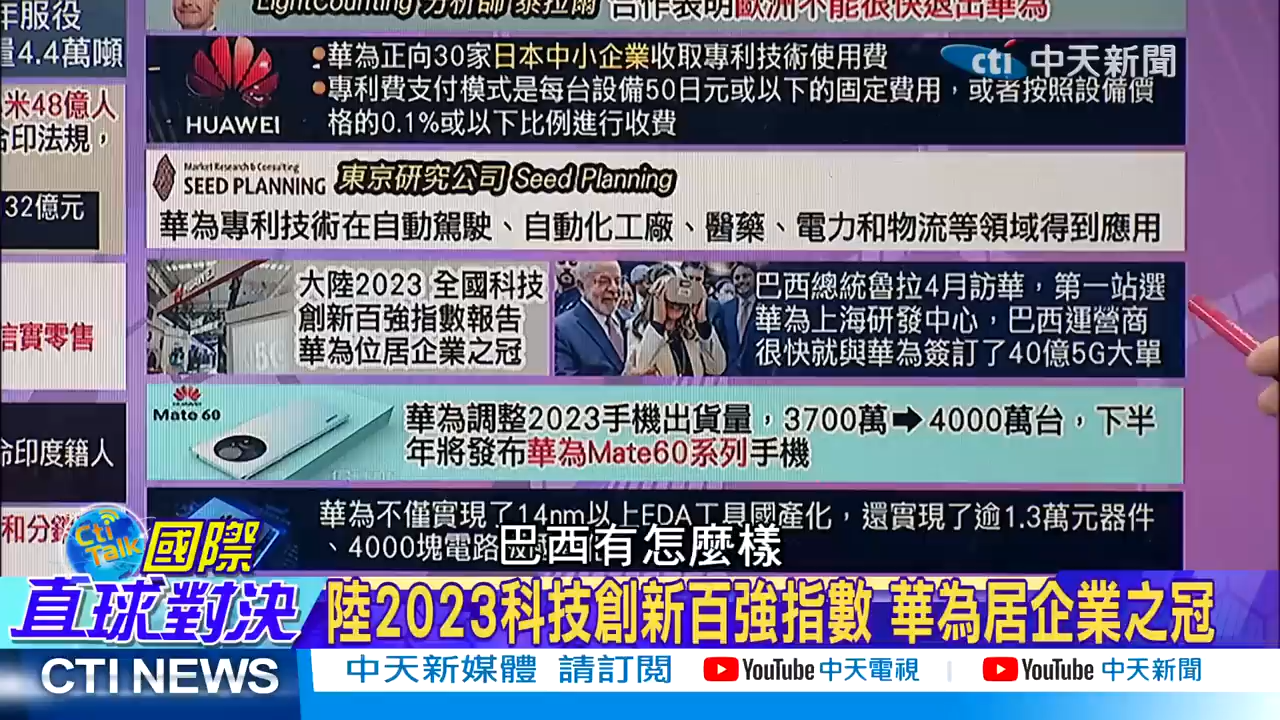 LightCounting 分析師 泰拉爾 合作表明歐洲不能很快退出華為
年服役
量4.4萬噸
米48億人
合印法規，
32億元
信實零售
命印度籍人
和分銷
HUAWEI
華為正向30家日本中小企業收取專利技術使用費
專利費支付模式是每台設備50日元或以下的固定費用，或者按照設備價
格的0.1%或以下比例進行收費
cti 中天新聞
Market Research & Consulting
SEED PLANNING
東京研究公司 Seed Planning
華為專利技術在自動駕駛、自動化工廠、醫藥、電力和物流等領域得到應用
大陸2023 全國科技
創新百強指數報告
華為位居企業之冠
5G
巴西總統魯拉4月訪華，第一站選
華為上海研發中心，巴西運營商
很快就與華為簽訂了40億5G大單
HUAWEI
Mate 60
華為調整2023手機出貨量，3700萬➡4000萬台，下半
年將發布華為Mate60系列手機
華為不僅實現了14nm以上EDA工具國產化，還實現了逾1.3萬元器件
、4000塊電路
巴西有怎麼樣
Cti Talk
國際
直球對決
陸2023科技創新百強指數 華為居企業之冠
CTI NEWS
中天新媒體 請訂閱 YouTube 中天電視 | YouTube 中天新聞